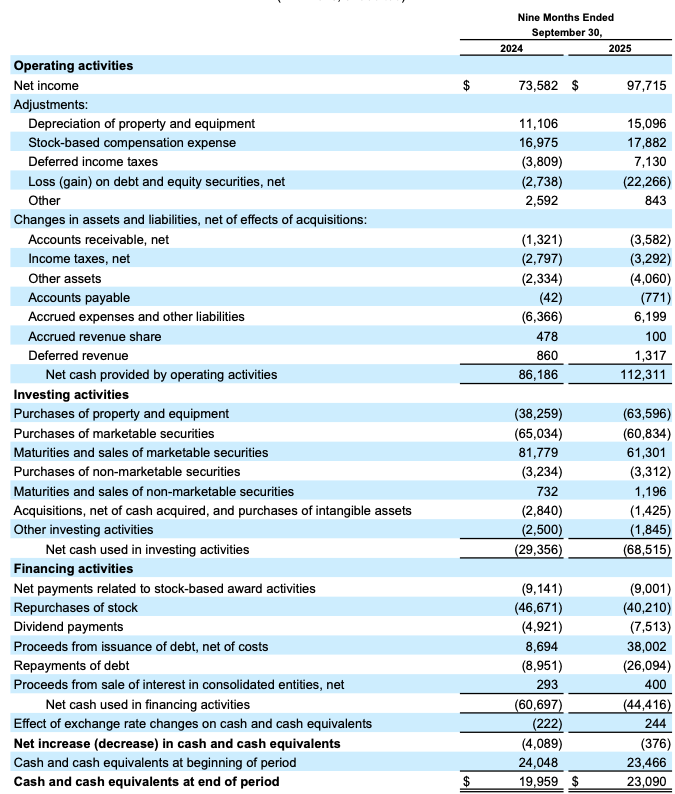 Nine Months Ended
September 30,
2024 2025
Operating activities
Net income $ 73,582 $ 97,715
Adjustments:
Depreciation of property and equipment 11,106 15,096
Stock-based compensation expense 16,975 17,882
Deferred income taxes (3,809) 7,130
Loss (gain) on debt and equity securities, net (2,738) (22,266)
Other 2,592 843
Changes in assets and liabilities, net of effects of acquisitions:
Accounts receivable, net (1,321) (3,582)
Income taxes, net (2,797) (3,292)
Other assets (2,334) (4,060)
Accounts payable (42) (771)
Accrued expenses and other liabilities (6,366) 6,199
Accrued revenue share 478 100
Deferred revenue 860 1,317
Net cash provided by operating activities 86,186 112,311
Investing activities
Purchases of property and equipment (38,259) (63,596)
Purchases of marketable securities (65,034) (60,834)
Maturities and sales of marketable securities 81,779 61,301
Purchases of non-marketable securities (3,234) (3,312)
Maturities and sales of non-marketable securities 732 1,196
Acquisitions, net of cash acquired, and purchases of intangible assets (2,840) (1,425)
Other investing activities (2,500) (1,845)
Net cash used in investing activities (29,356) (68,515)
Financing activities
Net payments related to stock-based award activities (9,141) (9,001)
Repurchases of stock (46,671) (40,210)
Dividend payments (4,921) (7,513)
Proceeds from issuance of debt, net of costs 8,694 38,002
Repayments of debt (8,951) (26,094)
Proceeds from sale of interest in consolidated entities, net 293 400
Net cash used in financing activities (60,697) (44,416)
Effect of exchange rate changes on cash and cash equivalents (222) 244
Net increase (decrease) in cash and cash equivalents (4,089) (376)
Cash and cash equivalents at beginning of period 24,048 23,466
Cash and cash equivalents at end of period $ 19,959 $ 23,090